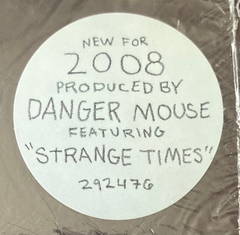 NEW FOR
2008
PRODUCED BY
DANGER MOUSE
FEATURING
"STRANGE TIMES"
292476